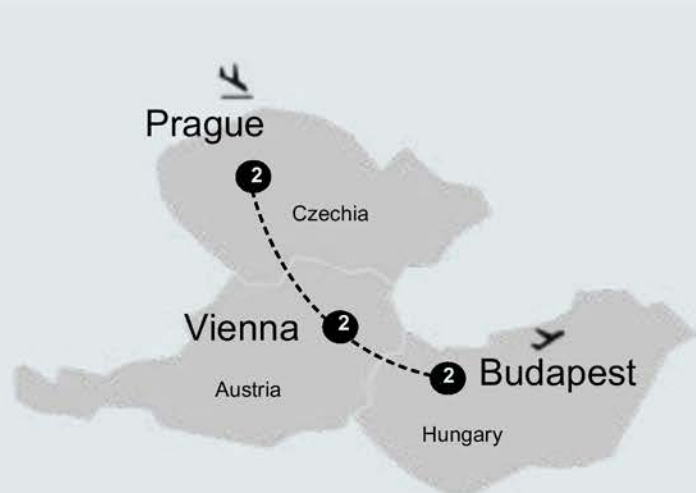 Prague
2
Czechia
Vienna
2
Austria
2
Budapest
Hungary